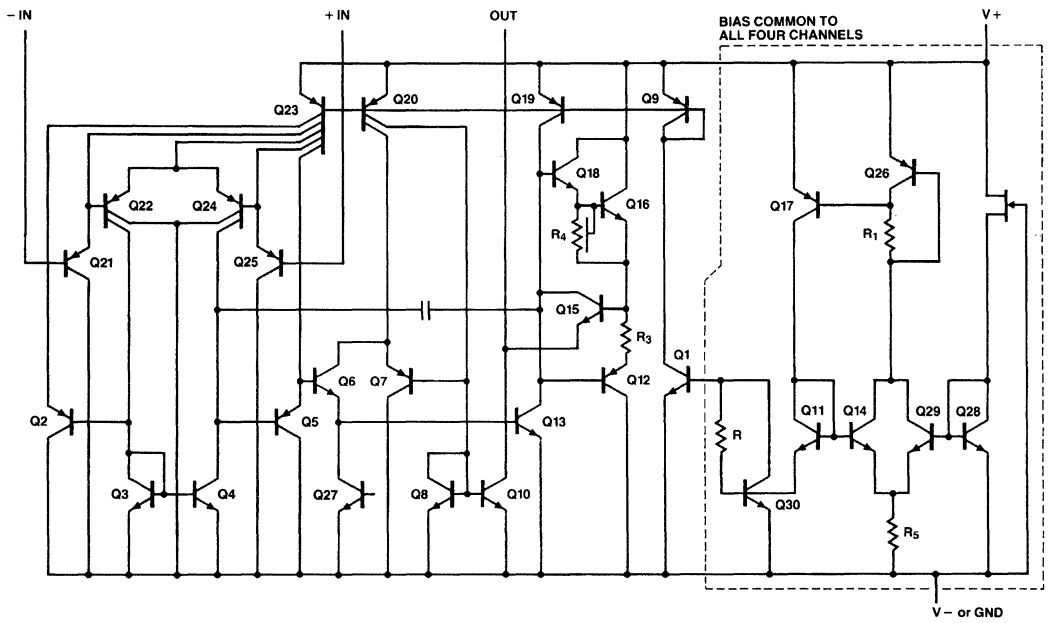 – IN
+ IN
OUT
BIAS COMMON TO
ALL FOUR CHANNELS
V+
Q23
Q20
Q19
Q9
Q18
Q26
Q22
Q24
Q16
Q17
R4
R1
Q21
Q25
Q15
R3
Q1
Q6
Q7
Q12
Q2
Q5
Q13
R
Q11
Q14
Q29
Q28
Q3
Q4
Q27
Q8
Q10
Q30
R5
V – or GND